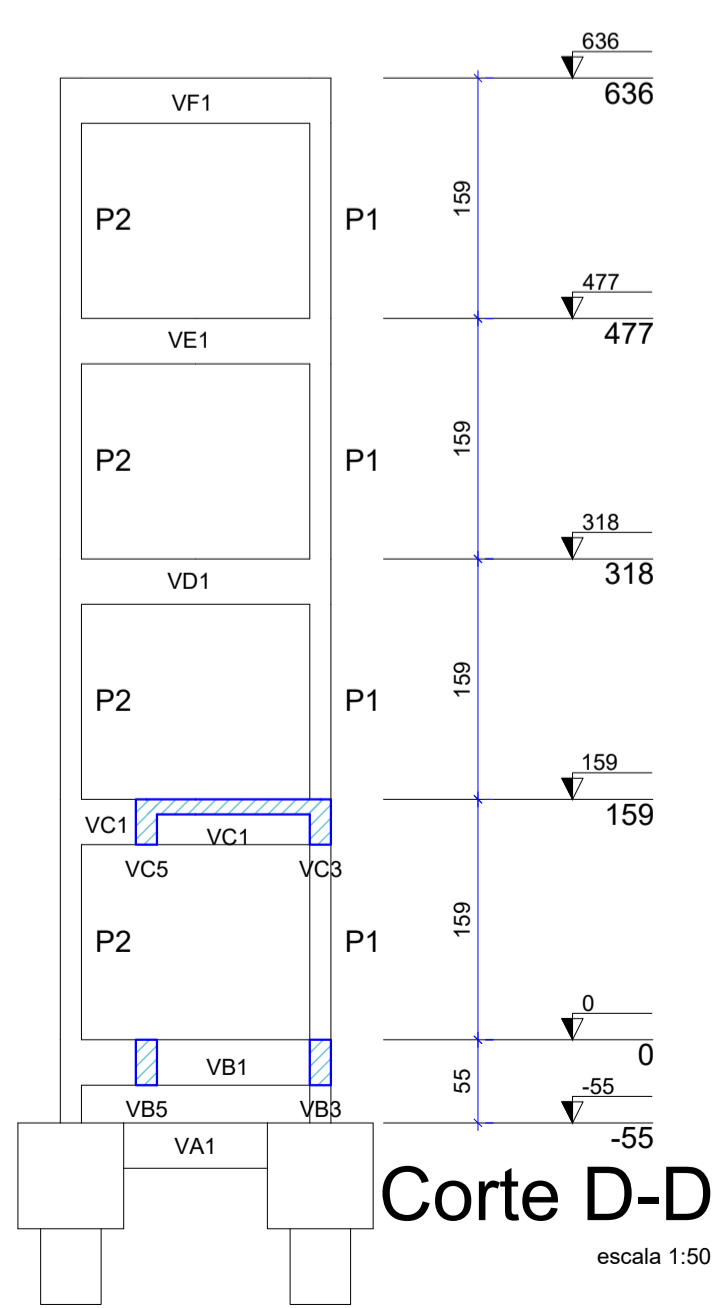 636
636
VF1
159
P2
P1
477
477
VE1
159
P2
P1
318
318
VD1
159
P2
P1
159
159
VC1
VC1
VC5
VC3
159
P2
P1
0
0
VB1
55
-55
VB5
VB3
-55
VA1
Corte D-D
escala 1:50